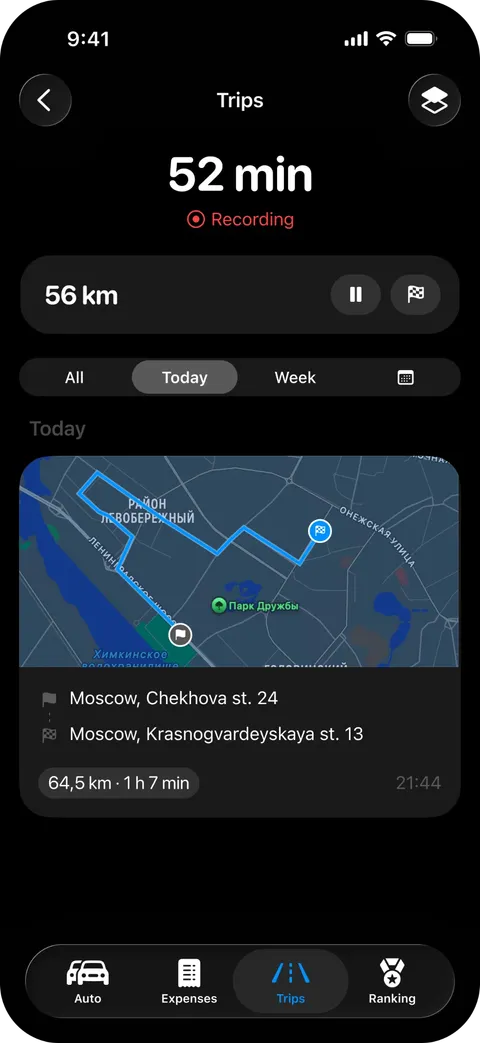 9:41
Trips
52 min
Recording
56 km
All
Today
Week
Today
РАЙОН
ЛЕВОБЕРЕЖНЫЙ
ОНЕЖСКАЯ УЛИЦА
Парк Дружбы
Химкинское
водохранилище
ГОЛОВИНСКИЙ
Moscow, Chekhova st. 24
Moscow, Krasnogvardeyskaya st. 13
64,5 km · 1 h 7 min
21:44
Auto
Expenses
Trips
Ranking